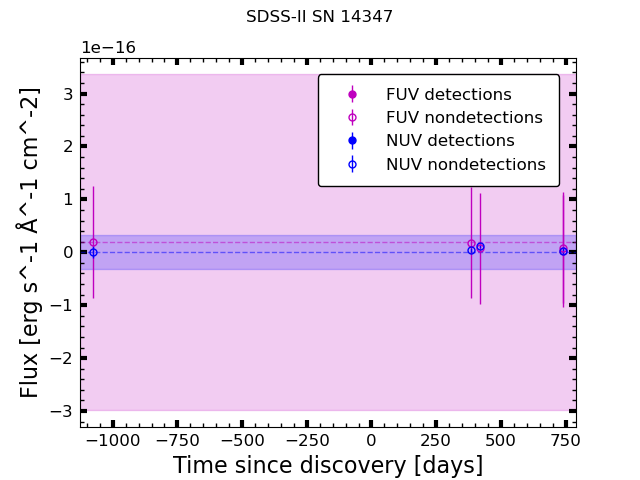 SDSS-II SN 14347
1e−16
FUV detections
FUV nondetections
NUV detections
NUV nondetections
3
2
1
0
−1
−2
−3
Flux [erg s^-1 Å^-1 cm^-2]
−1000 −750 −500 −250 0 250 500 750
Time since discovery [days]